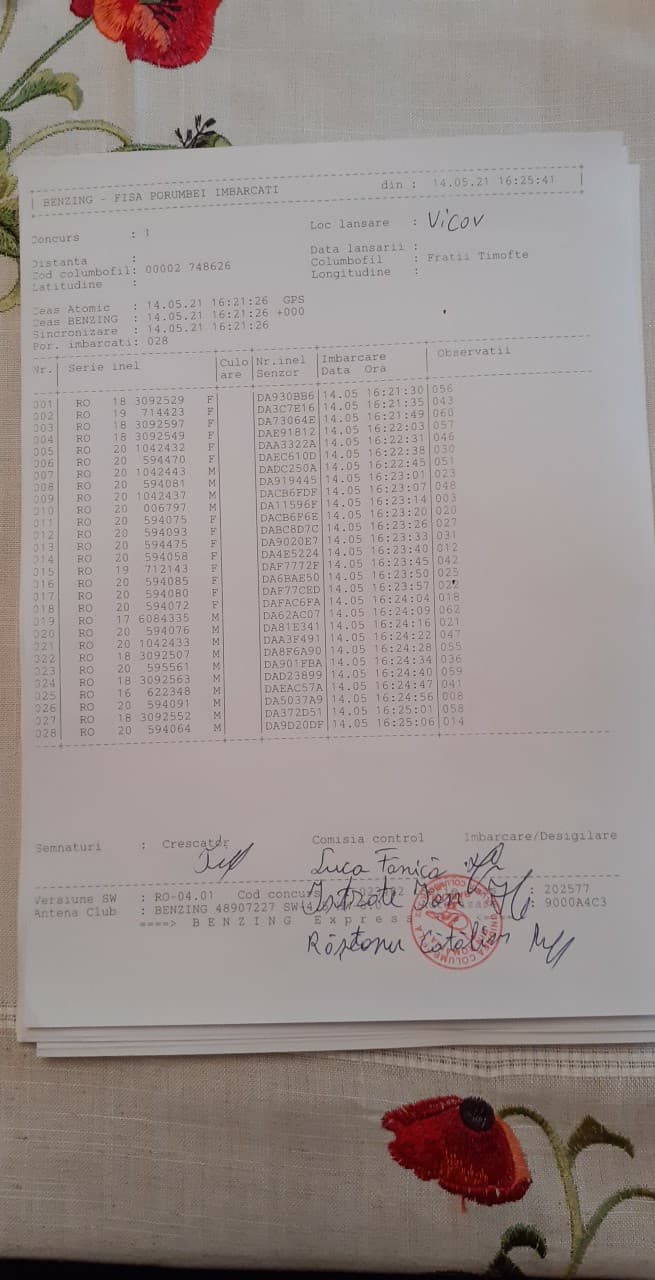 BENZING - FISA PORUMBEI IMBARCATI din : 14.05.21 16:25:41
Concurs : 1 Loc lansare : Vicov
Data lansarii :
Distanta :
Cod columbofil: 00002 748626 Columbofil : Fratii Timofte
Latitudine : Longitudine :
Ceas Atomic : 14.05.21 16:21:26 GPS
Ceas BENZING : 14.05.21 16:21:26 +000
Sincronizare : 14.05.21 16:21:26
Por. imbarcati: 028
Nr. Serie inel Culo Nr.inel Imbarcare Observatii
are Senzor Data Ora
001 RO 18 3092529 F DA930BB6 14.05 16:21:30 056
002 RO 19 714423 F DA3C7E16 14.05 16:21:35 043
003 RO 18 3092597 F DA73064E 14.05 16:21:49 060
004 RO 18 3092549 F DAE91812 14.05 16:22:03 057
005 RO 20 1042432 F DAA3322A 14.05 16:22:31 046
006 RO 20 594470 F DAEC610D 14.05 16:22:38 030
007 RO 20 1042443 M DADC250A 14.05 16:22:45 051
008 RO 20 594081 M DA919445 14.05 16:23:01 023
009 RO 20 1042437 M DACB6FDF 14.05 16:23:07 048
010 RO 20 006797 M DA11596F 14.05 16:23:14 003
011 RO 20 594075 F DACB6F6E 14.05 16:23:20 020
012 RO 20 594093 F DABC8D7C 14.05 16:23:26 027
013 RO 20 594475 F DA9020E7 14.05 16:23:33 031
014 RO 20 594058 F DA4E5224 14.05 16:23:40 012
015 RO 19 712143 F DAF7772F 14.05 16:23:45 042
016 RO 20 594085 F DA6BAE50 14.05 16:23:50 025
017 RO 20 594080 F DAF77CED 14.05 16:23:57 022
018 RO 20 594072 F DAFAC6FA 14.05 16:24:04 018
019 RO 17 6084335 M DA62AC07 14.05 16:24:09 062
020 RO 20 594076 M DA81E341 14.05 16:24:16 021
021 RO 20 1042433 M DAA3F491 14.05 16:24:22 047
022 RO 18 3092507 M DA8F6A90 14.05 16:24:28 055
023 RO 20 595561 M DA901FBA 14.05 16:24:34 036
024 RO 18 3092563 M DAD23899 14.05 16:24:40 059
025 RO 16 622348 M DAEAC57A 14.05 16:24:47 041
026 RO 20 594091 M DA5037A9 14.05 16:24:56 008
027 RO 18 3092552 M DA372D51 14.05 16:25:01 058
028 RO 20 594064 M DA9D20DF 14.05 16:25:06 014
Semnaturi : Crescator Comisia control Imbarcare/Desigilare
Luca Fănică
Versiune SW : RO-04.01 Cod concurs : 202577
Ion
Antena Club : BENZING 48907227 SW : 9000A4C3
====> BENZING Express <=
Cătălin